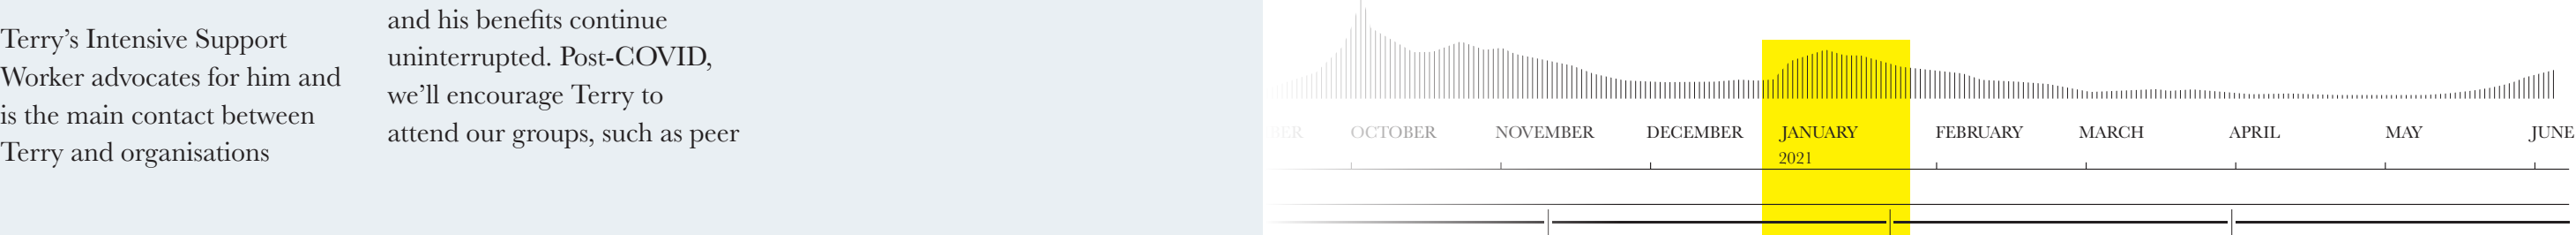 Terry’s Intensive Support
Worker advocates for him and
is the main contact between
Terry and organisations
and his benefits continue
uninterrupted. Post-COVID,
we’ll encourage Terry to
attend our groups, such as peer
BER OCTOBER NOVEMBER DECEMBER JANUARY FEBRUARY MARCH APRIL MAY JUNE
2021